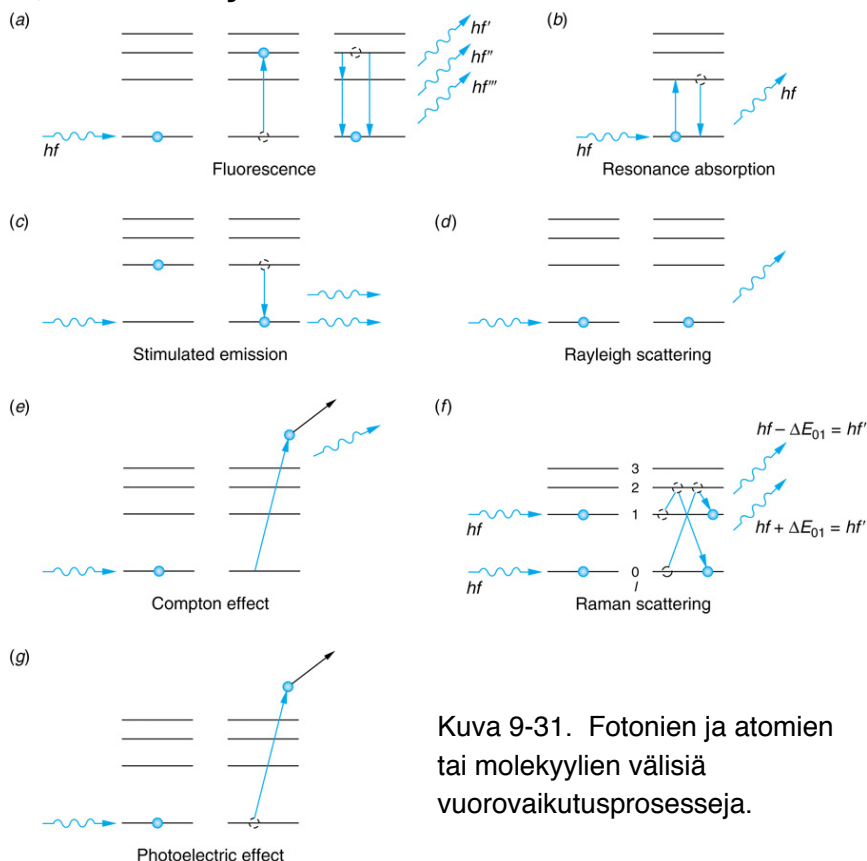 (a)
hf'
hf''
hf'''
hf
Fluorescence
(b)
hf
hf
Resonance absorption
(c)
Stimulated emission
(d)
Rayleigh scattering
(e)
Compton effect
(f)
hf – ΔE₀₁ = hf'
3
2
1
hf
hf + ΔE₀₁ = hf'
0
hf
l
Raman scattering
(g)
Photoelectric effect
Kuva 9-31. Fotonien ja atomien
tai molekyylien välisiä
vuorovaikutusprosesseja.